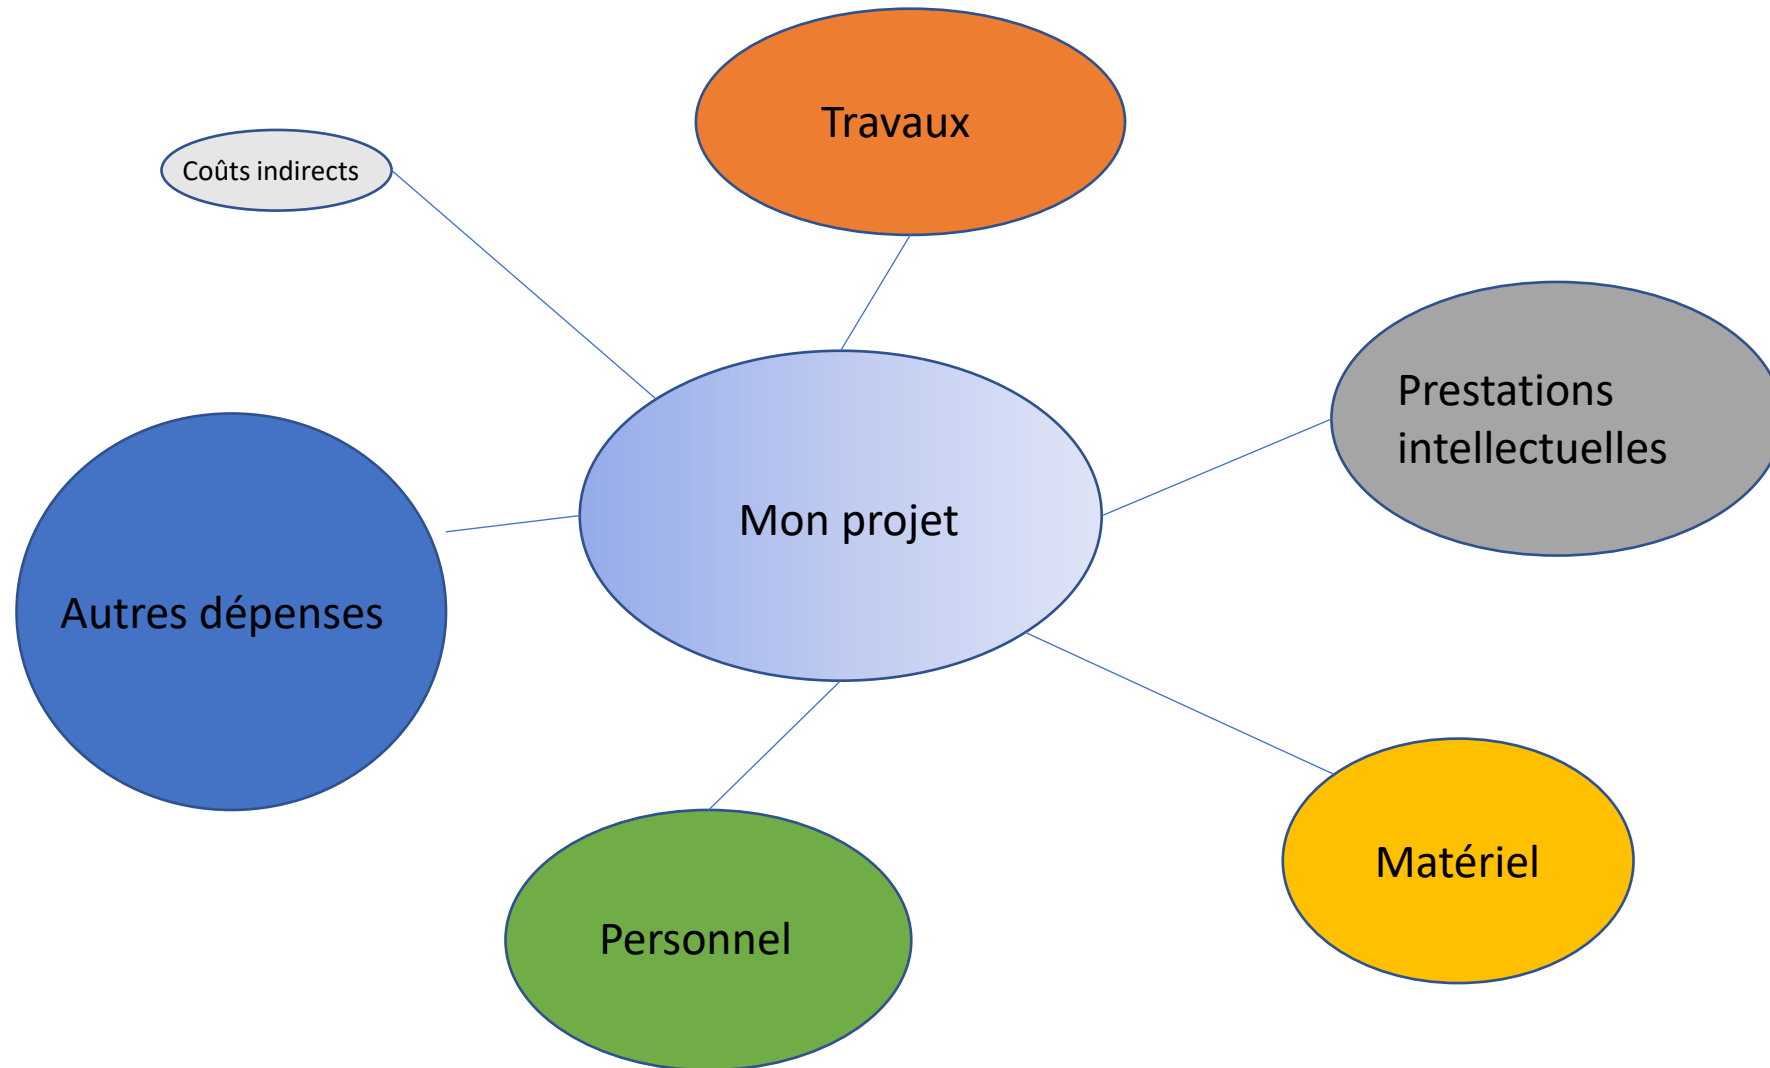 Travaux
Coûts indirects
Prestations
intellectuelles
Mon projet
Autres dépenses
Matériel
Personnel